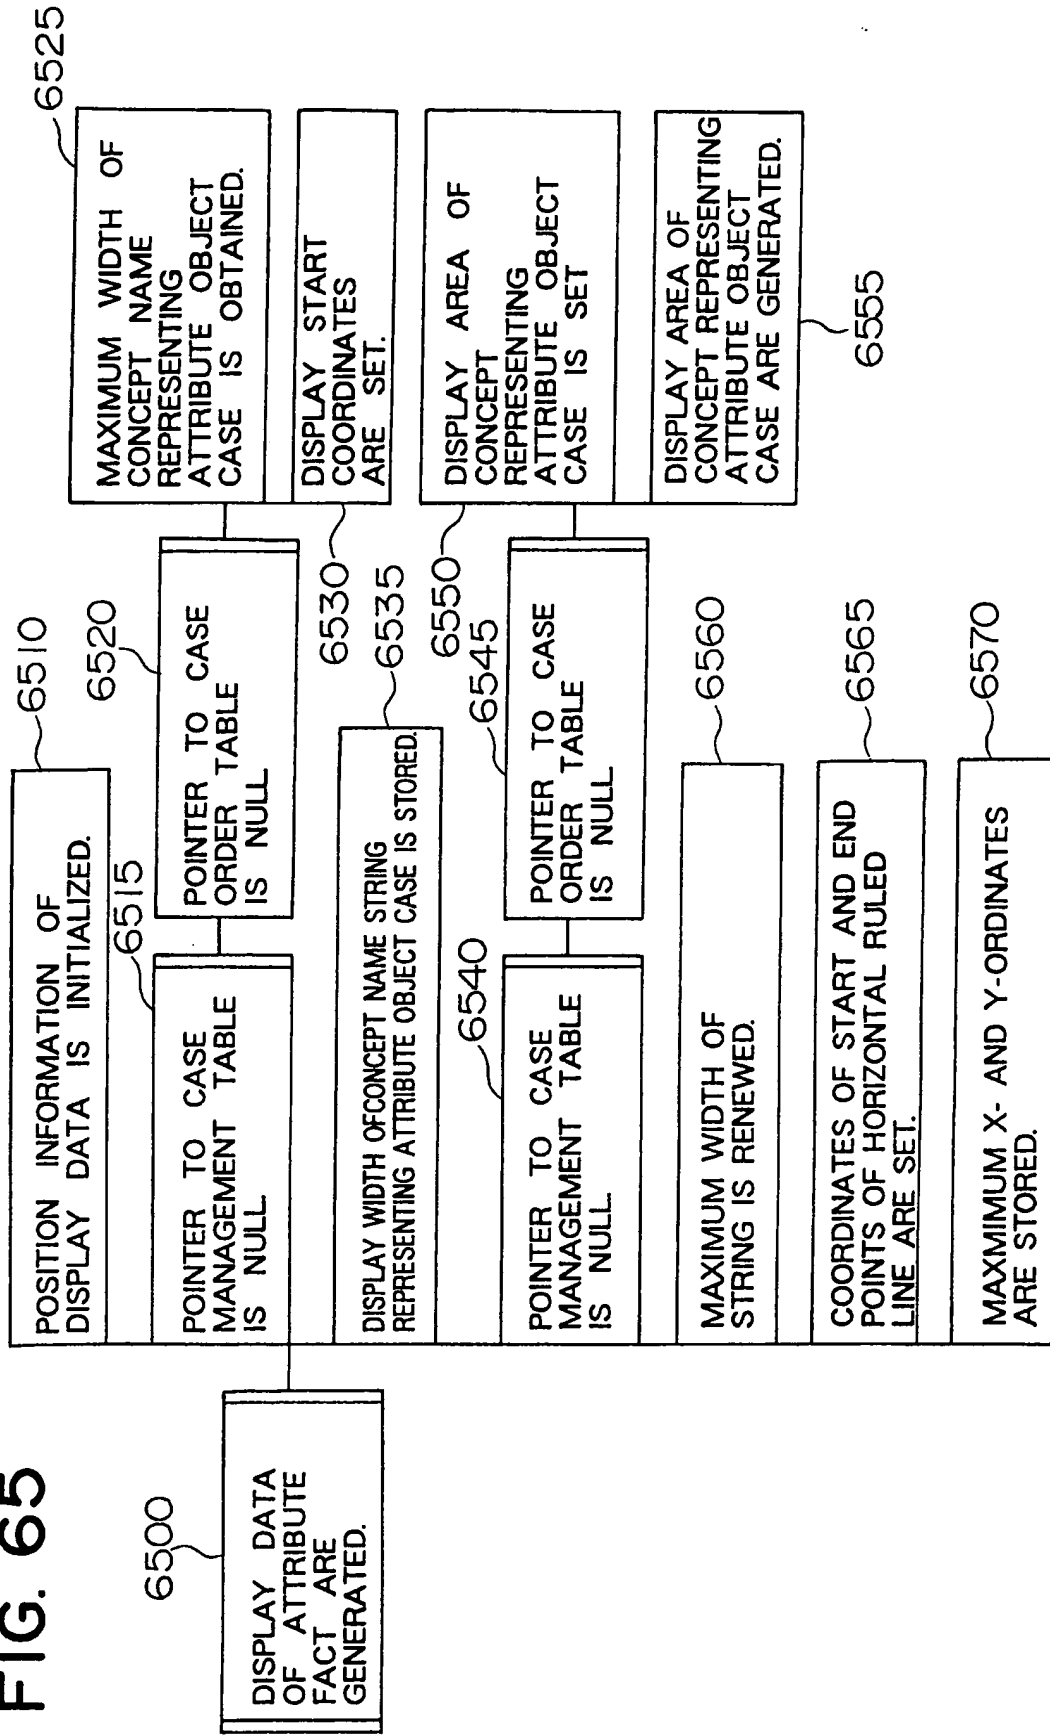 FIG. 65
6500
DISPLAY DATA
OF ATTRIBUTE
FACT ARE
GENERATED.
6510
POSITION INFORMATION OF
DISPLAY DATA IS INITIALIZED.
6515
POINTER TO CASE
MANAGEMENT TABLE
IS NULL.
6520
POINTER TO CASE
ORDER TABLE
IS NULL
6525
MAXIMUM WIDTH OF
CONCEPT NAME
REPRESENTING
ATTRIBUTE OBJECT
CASE IS OBTAINED.
6530
DISPLAY START
COORDINATES
ARE SET.
6535
DISPLAY WIDTH OFCONCEPT NAME STRING
REPRESENTING ATTRIBUTE OBJECT CASE IS STORED.
6540
POINTER TO CASE
MANAGEMENT TABLE
IS NULL.
6545
POINTER TO CASE
ORDER TABLE
IS NULL
6550
DISPLAY AREA OF
CONCEPT
REPRESENTING
ATTRIBUTE OBJECT
CASE IS SET
6555
DISPLAY AREA OF
CONCEPT REPRESENTING
ATTRIBUTE OBJECT
CASE ARE GENERATED.
6560
MAXIMUM WIDTH OF
STRING IS RENEWED.
6565
COORDINATES OF START AND END
POINTS OF HORIZONTAL RULED
LINE ARE SET.
6570
MAXMIMUM X- AND Y-ORDINATES
ARE STORED.